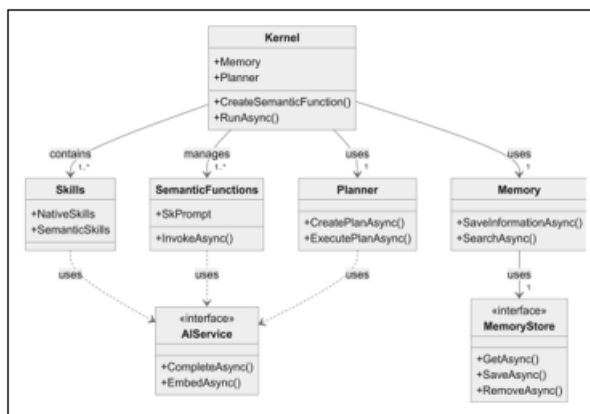 Kernel
+Memory
+Planner
+CreateSemanticFunction()
+RunAsync()
contains
manages
uses
uses
1..*
1..*
1
1
Skills
+NativeSkills
+SemanticSkills
SemanticFunctions
+SkPrompt
+InvokeAsync()
Planner
+CreatePlanAsync()
+ExecutePlanAsync()
Memory
+SaveInformationAsync()
+SearchAsync()
uses
uses
uses
uses
1
«interface»
AIService
+CompleteAsync()
+EmbedAsync()
«interface»
MemoryStore
+GetAsync()
+SaveAsync()
+RemoveAsync()